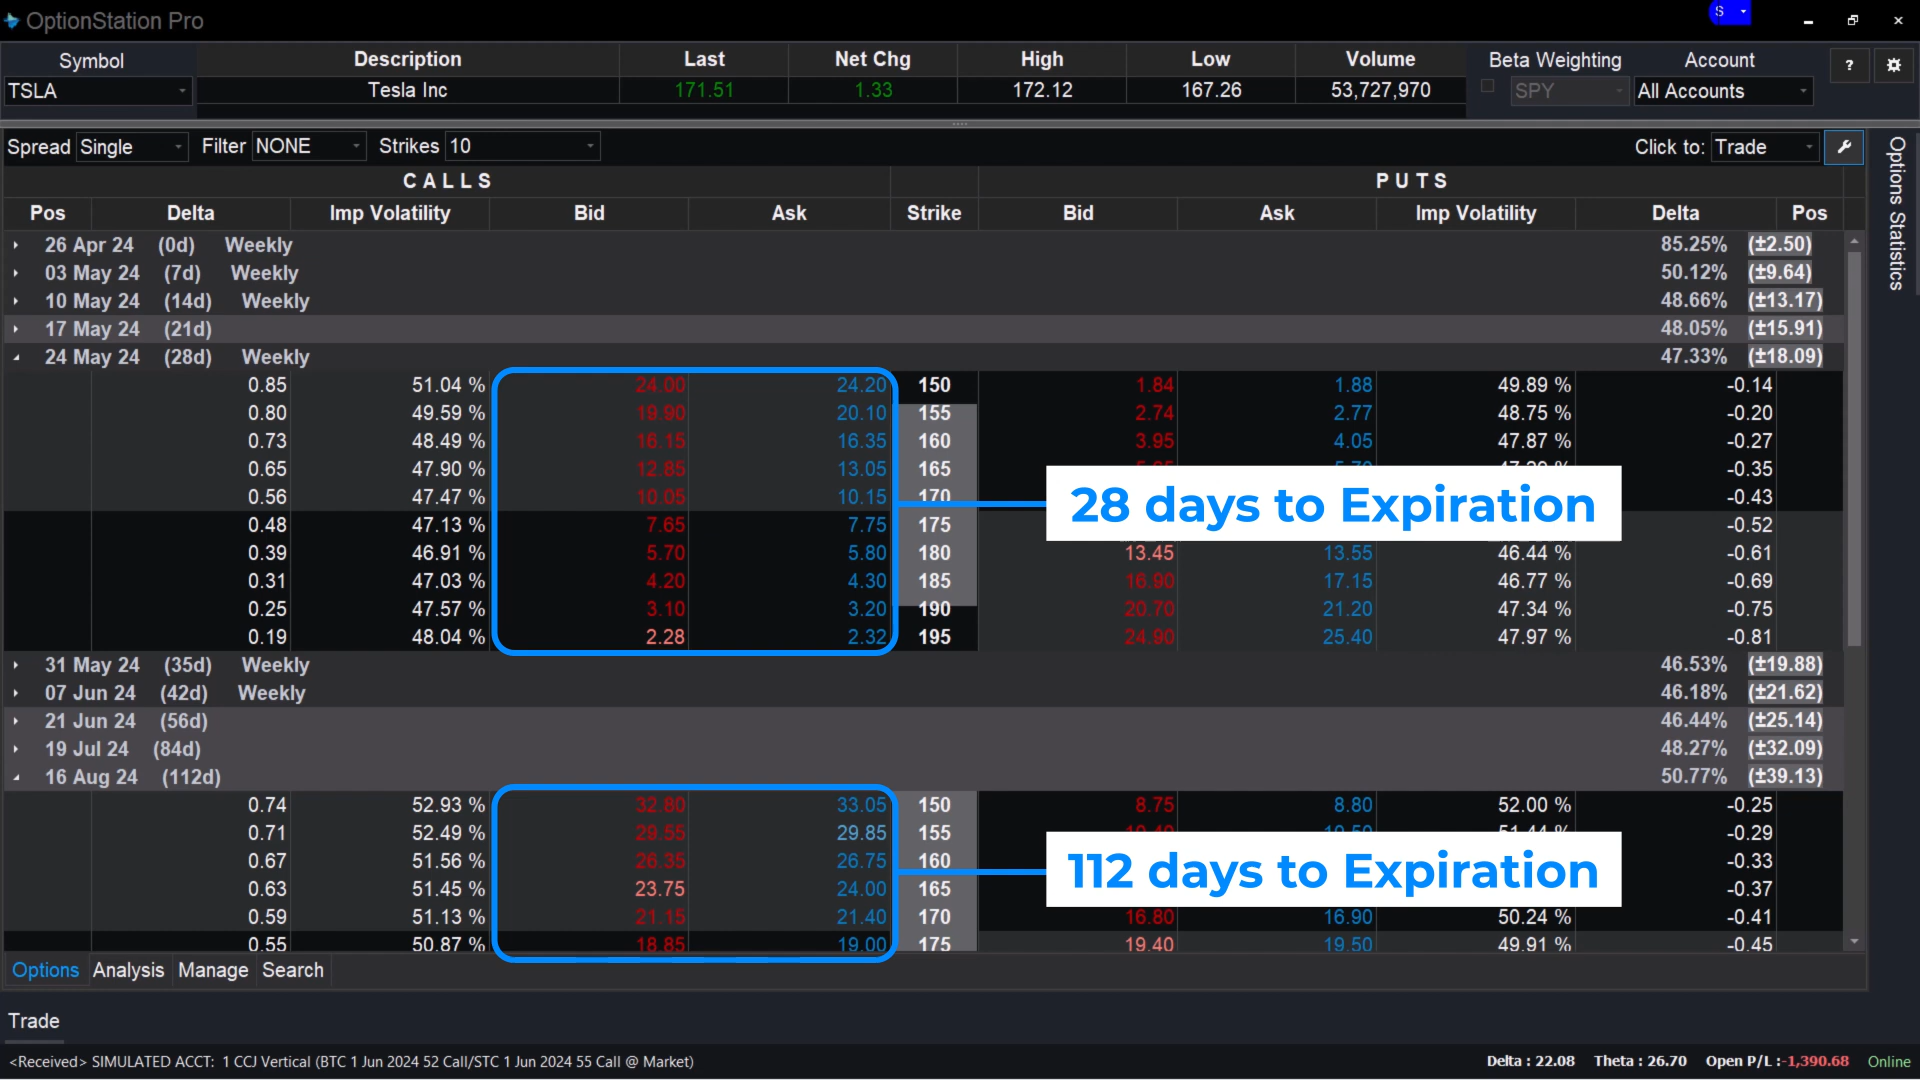 OptionStation Pro
S
Symbol Description Last Net Chg High Low Volume Beta Weighting Account
TSLA Tesla Inc 171.51 1.33 172.12 167.26 53,727,970 SPY All Accounts ?
Spread Single Filter NONE Strikes 10 Click to: Trade
Options Statistics
CALLS PUTS
Pos Delta Imp Volatility Bid Ask Strike Bid Ask Imp Volatility Delta Pos
26 Apr 24 (0d) Weekly 85.25% (±2.50)
03 May 24 (7d) Weekly 50.12% (±9.64)
10 May 24 (14d) Weekly 48.66% (±13.17)
17 May 24 (21d) 48.05% (±15.91)
24 May 24 (28d) Weekly 47.33% (±18.09)
0.85 51.04 % 24.00 24.20 150 1.84 1.88 49.89 % -0.14
0.80 49.59 % 19.90 20.10 155 2.74 2.77 48.75 % -0.20
0.73 48.49 % 16.15 16.35 160 3.95 4.05 47.87 % -0.27
0.65 47.90 % 12.85 13.05 165 -0.35
0.56 47.47 % 10.05 10.15 170 -0.43
28 days to Expiration
0.48 47.13 % 7.65 7.75 175 -0.52
0.39 46.91 % 5.70 5.80 180 13.45 13.55 46.44 % -0.61
0.31 47.03 % 4.20 4.30 185 16.90 17.15 46.77 % -0.69
0.25 47.57 % 3.10 3.20 190 20.70 21.20 47.34 % -0.75
0.19 48.04 % 2.28 2.32 195 24.90 25.40 47.97 % -0.81
31 May 24 (35d) Weekly 46.53% (±19.88)
07 Jun 24 (42d) Weekly 46.18% (±21.62)
21 Jun 24 (56d) 46.44% (±25.14)
19 Jul 24 (84d) 48.27% (±32.09)
16 Aug 24 (112d) 50.77% (±39.13)
0.74 52.93 % 32.80 33.05 150 8.75 8.80 52.00 % -0.25
0.71 52.49 % 29.55 29.85 155 -0.29
0.67 51.56 % 26.35 26.75 160 -0.33
112 days to Expiration
0.63 51.45 % 23.75 24.00 165 -0.37
0.59 51.13 % 21.15 21.40 170 16.80 16.90 50.24 % -0.41
0.55 50.87 % 18.85 19.00 175 19.40 19.50 49.91 % -0.45
Options Analysis Manage Search
Trade
<Received> SIMULATED ACCT: 1 CCJ Vertical (BTC 1 Jun 2024 52 Call/STC 1 Jun 2024 55 Call @ Market) Delta : 22.08 Theta : 26.70 Open P/L :-1,390.68 Online